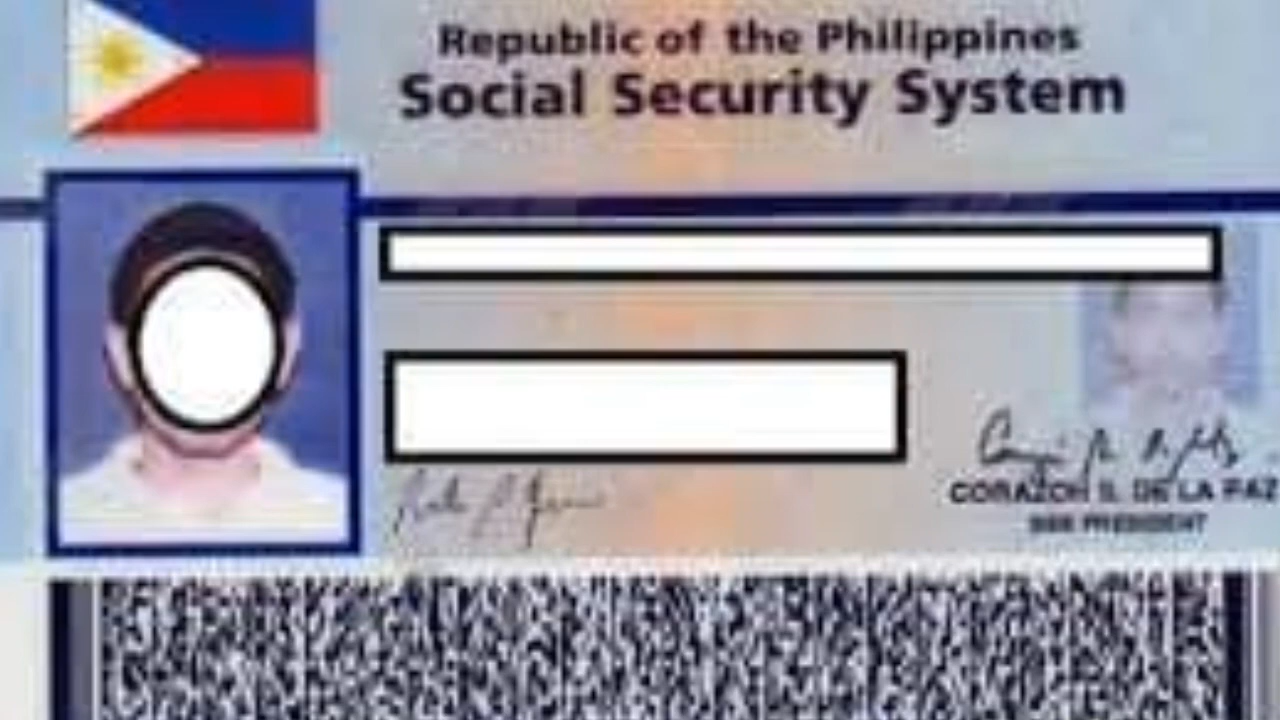 Republic of the Philippines
Social Security System
CORAZON S. DE LA PAZ
SSS PRESIDENT